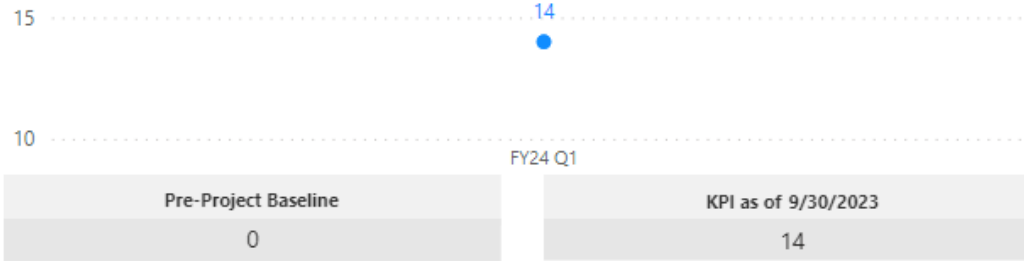 15
14
10
FY24 Q1
Pre-Project Baseline
KPI as of 9/30/2023
0
14